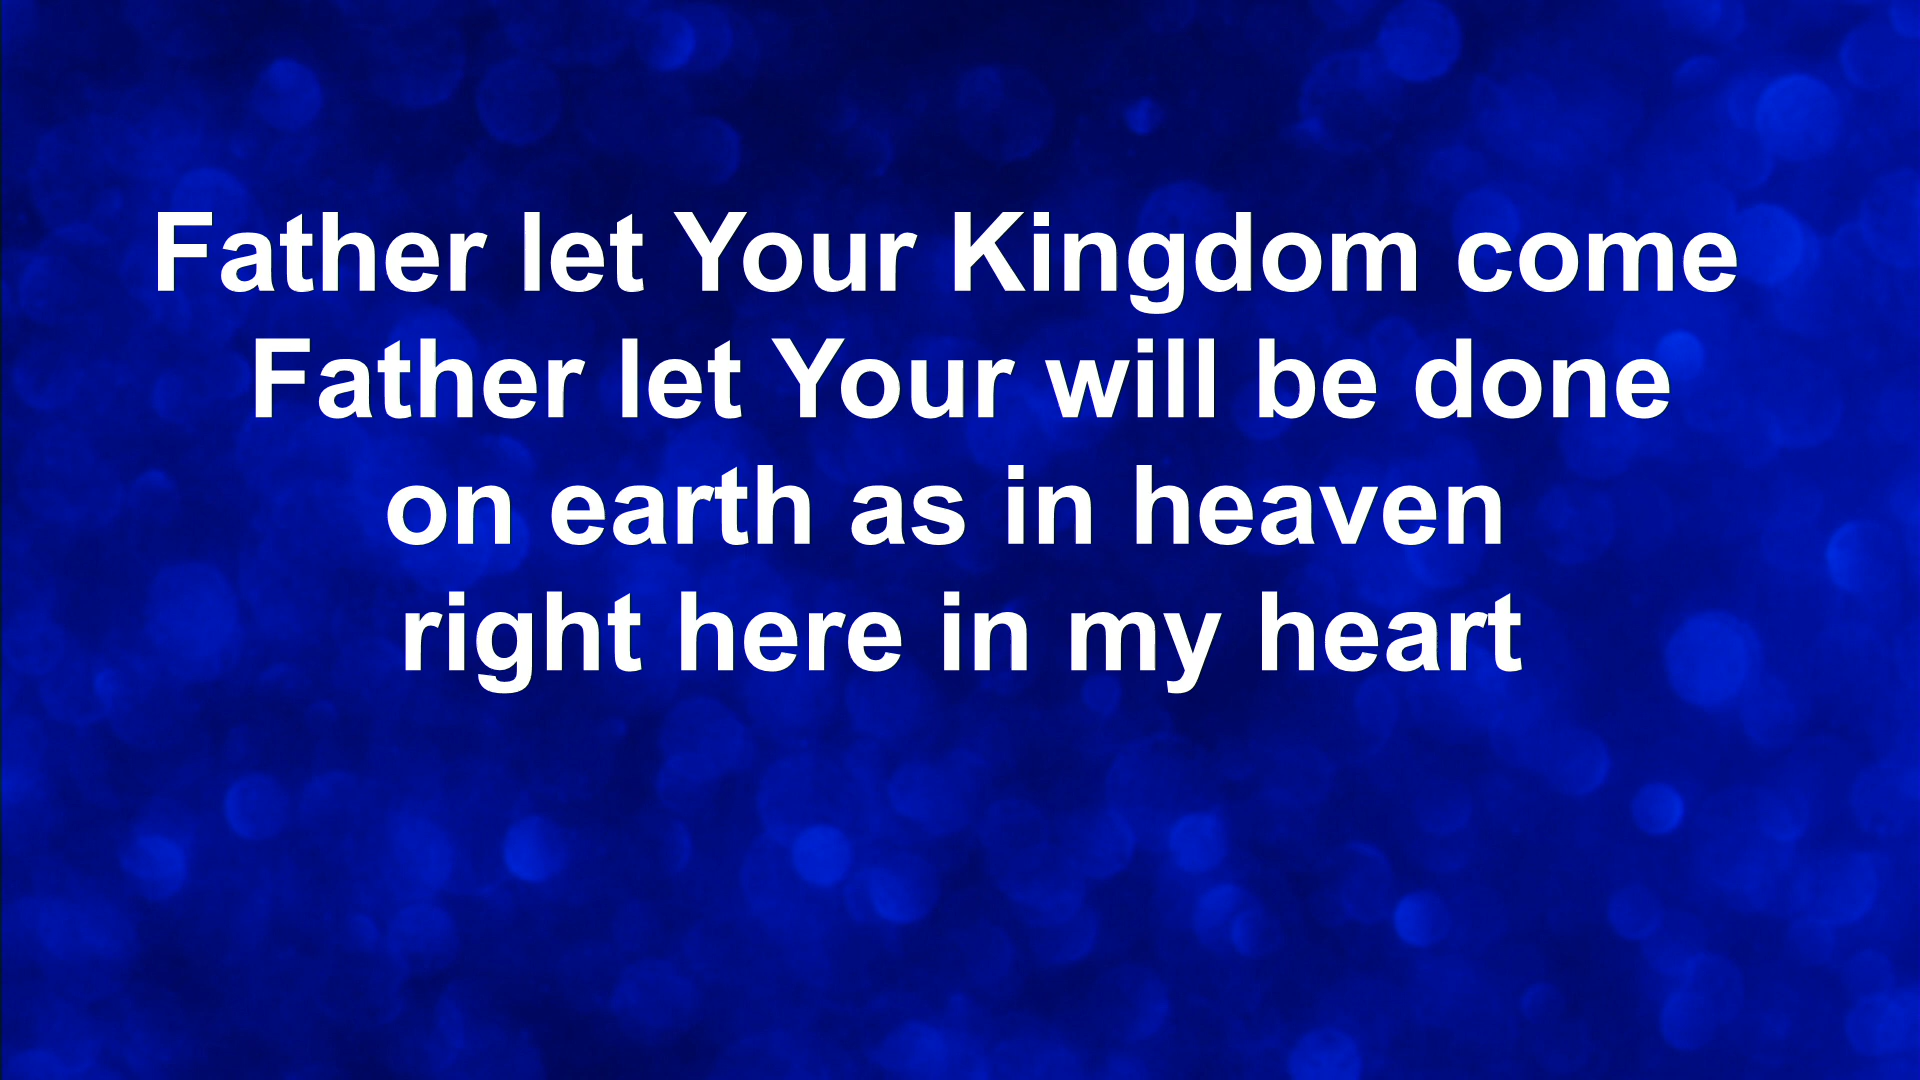 Father let Your Kingdom come
Father let Your will be done
on earth as in heaven
right here in my heart